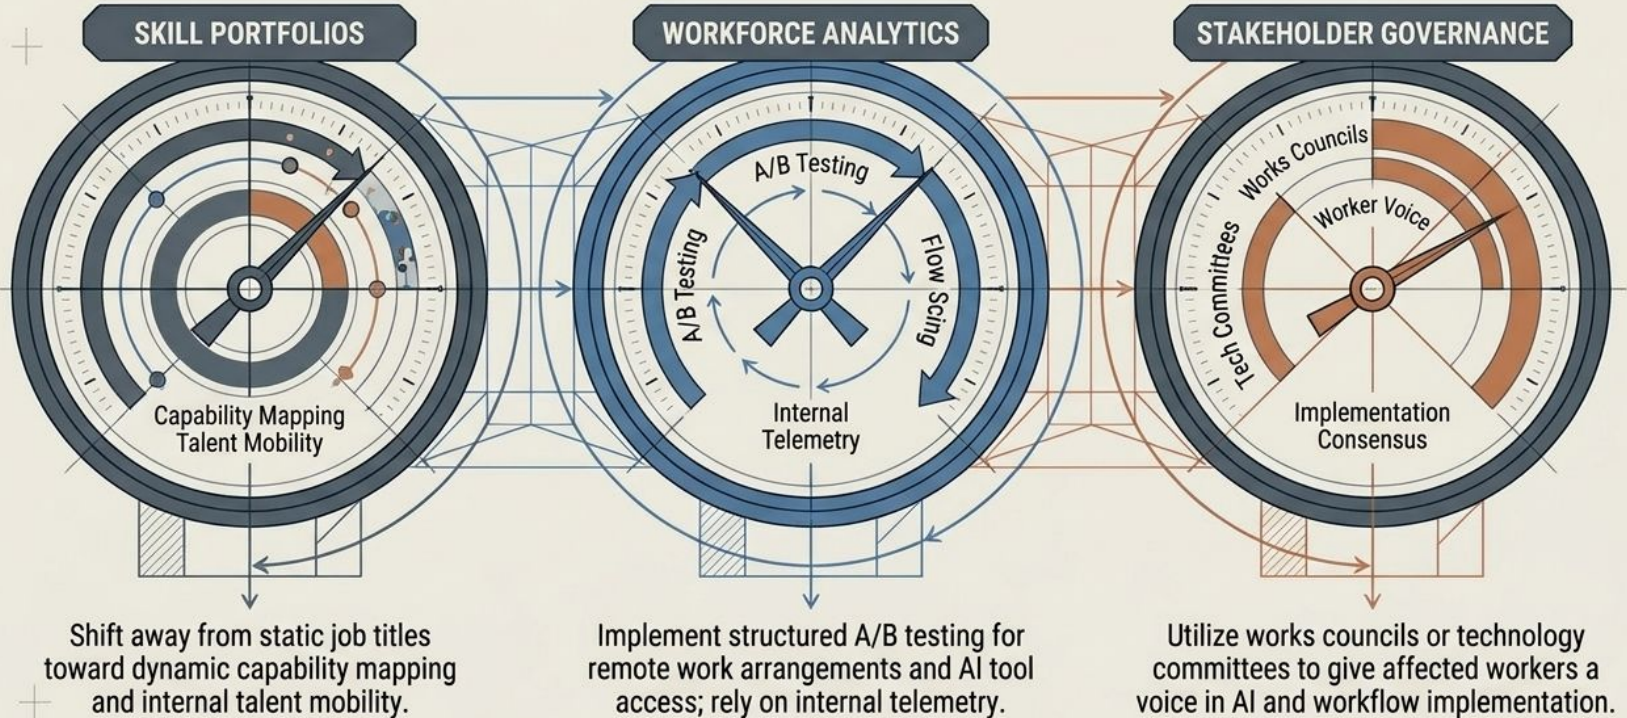 SKILL PORTFOLIOS
Capability Mapping
Talent Mobility
Shift away from static job titles
toward dynamic capability mapping
and internal talent mobility.
WORKFORCE ANALYTICS
A/B Testing
A/B Testing
Flow Scing
Internal
Telemetry
Implement structured A/B testing for
remote work arrangements and AI tool
access; rely on internal telemetry.
STAKEHOLDER GOVERNANCE
Works Councils
Worker Voice
Tech Committees
Implementation
Consensus
Utilize works councils or technology
committees to give affected workers a
voice in AI and workflow implementation.